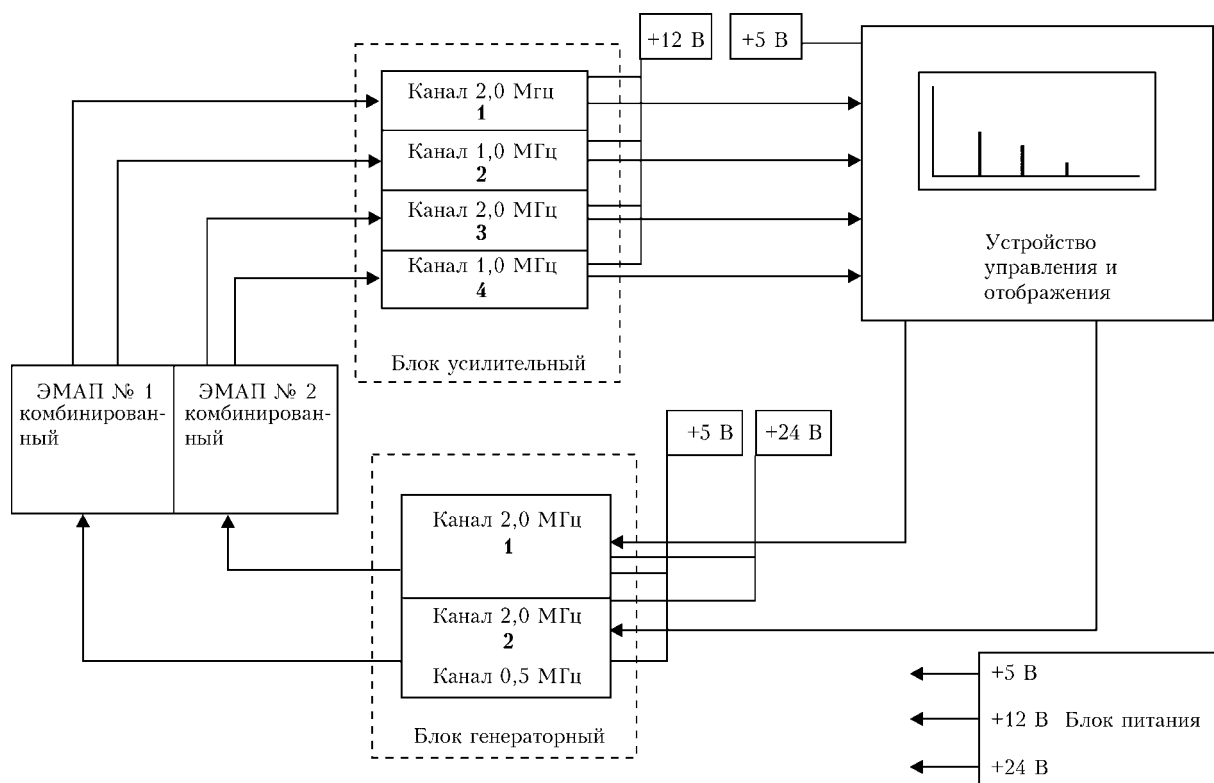 +12 В
+5 В
Канал 2,0 Мгц
1
Канал 1,0 МГц
2
Канал 2,0 МГц
3
Канал 1,0 МГц
4
Блок усилительный
Устройство
управления и
отображения
ЭМАП № 1
комбинирован-
ный
ЭМАП № 2
комбинирован-
ный
+5 В
+24 В
Канал 2,0 МГц
1
Канал 2,0 МГц
2
Канал 0,5 МГц
Блок генераторный
+5 В
+12 В Блок питания
+24 В